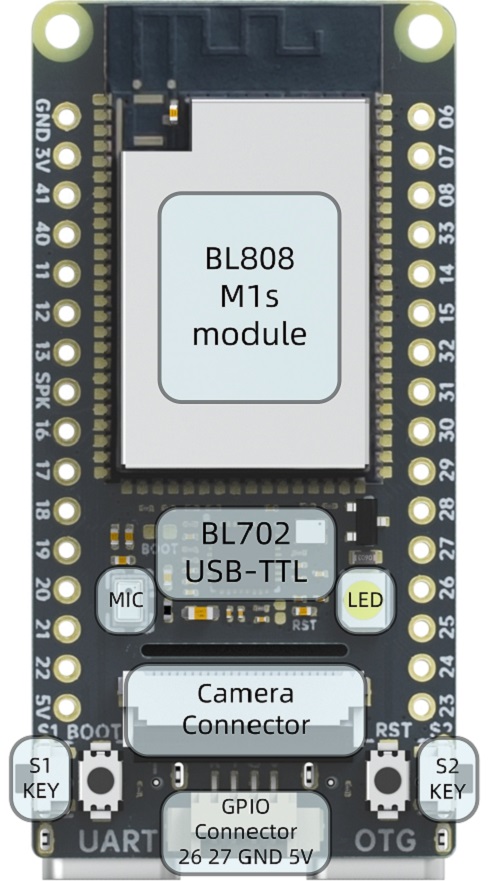 GND
3V
41
40
11
12
13
SPK
16
17
18
19
20
21
22
5V
06
07
08
33
14
15
32
31
30
29
28
27
26
25
24
23
BL808
M1s
module
BL702
USB-TTL
BOOT
MIC
LED
RST
Camera
Connector
S1 BOOT
RST S2
S1
KEY
S2
KEY
GPIO
Connector
26 27 GND 5V
UART
OTG